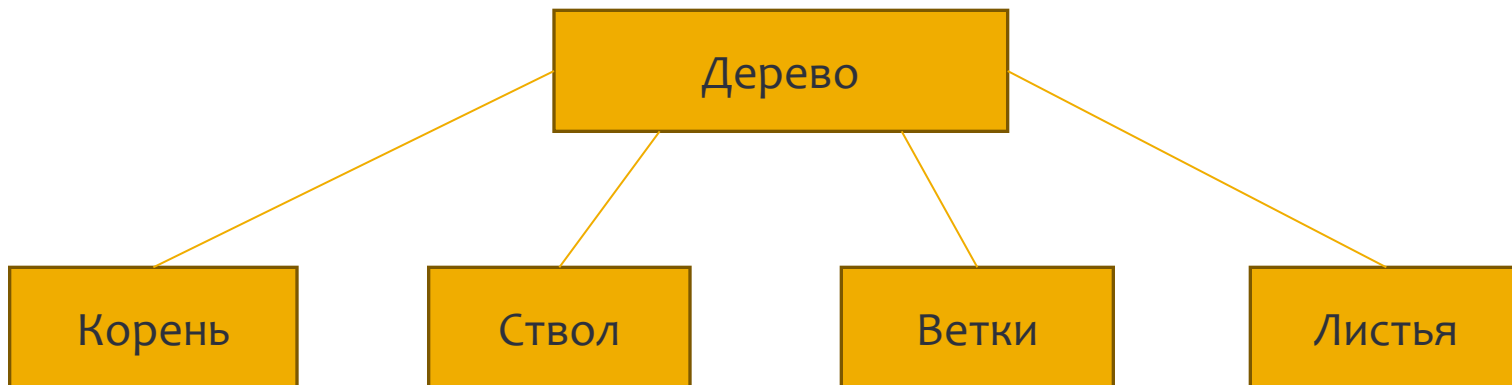 Дерево
Корень
Ствол
Ветки
Листья